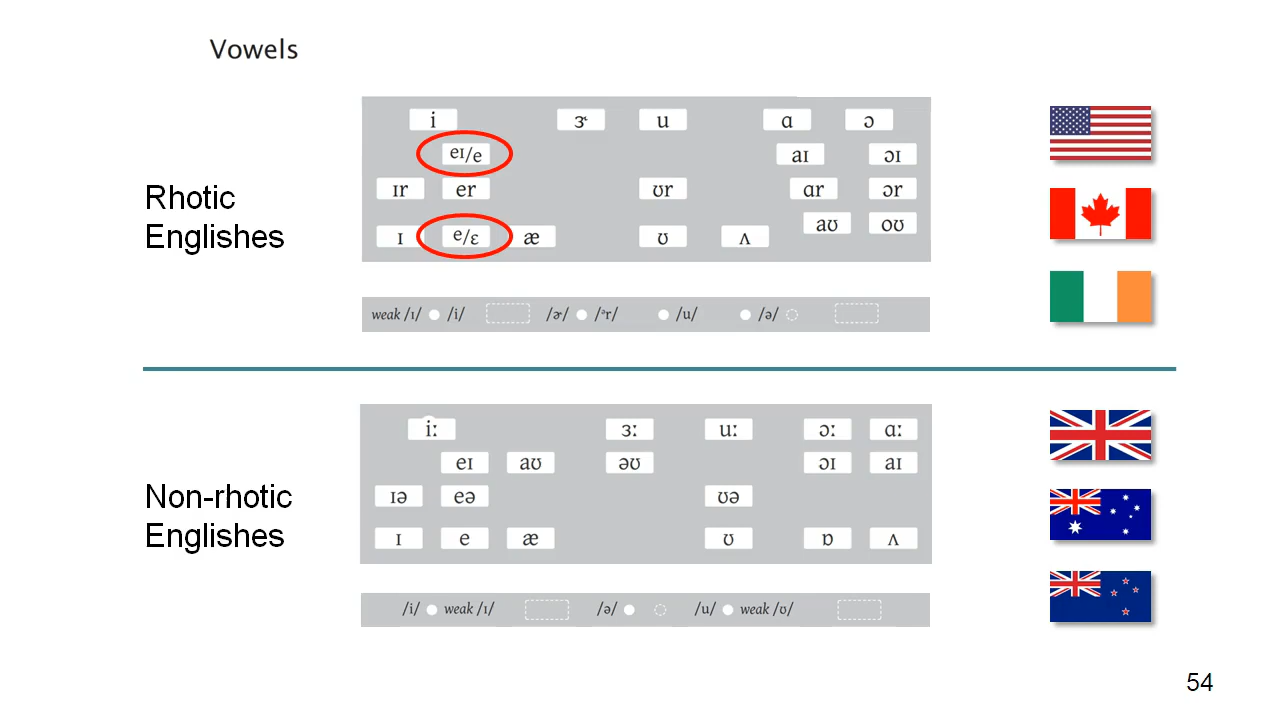 Vowels
Rhotic
Englishes
i ɝ u ɑ ɔ
eɪ/e aɪ ɔɪ
ɪr er ʊr ɑr ɔr
aʊ oʊ
ɪ e/ɛ æ ʊ ʌ
weak /ɪ/ /i/ /ɚ/ /ᵊr/ /u/ /ə/
Non-rhotic
Englishes
iː ɜː uː ɔː ɑː
eɪ aʊ əʊ ɔɪ aɪ
ɪə eə ʊə
ɪ e æ ʊ ɒ ʌ
/i/ weak /ɪ/ /ə/ /u/ weak /ʊ/
54